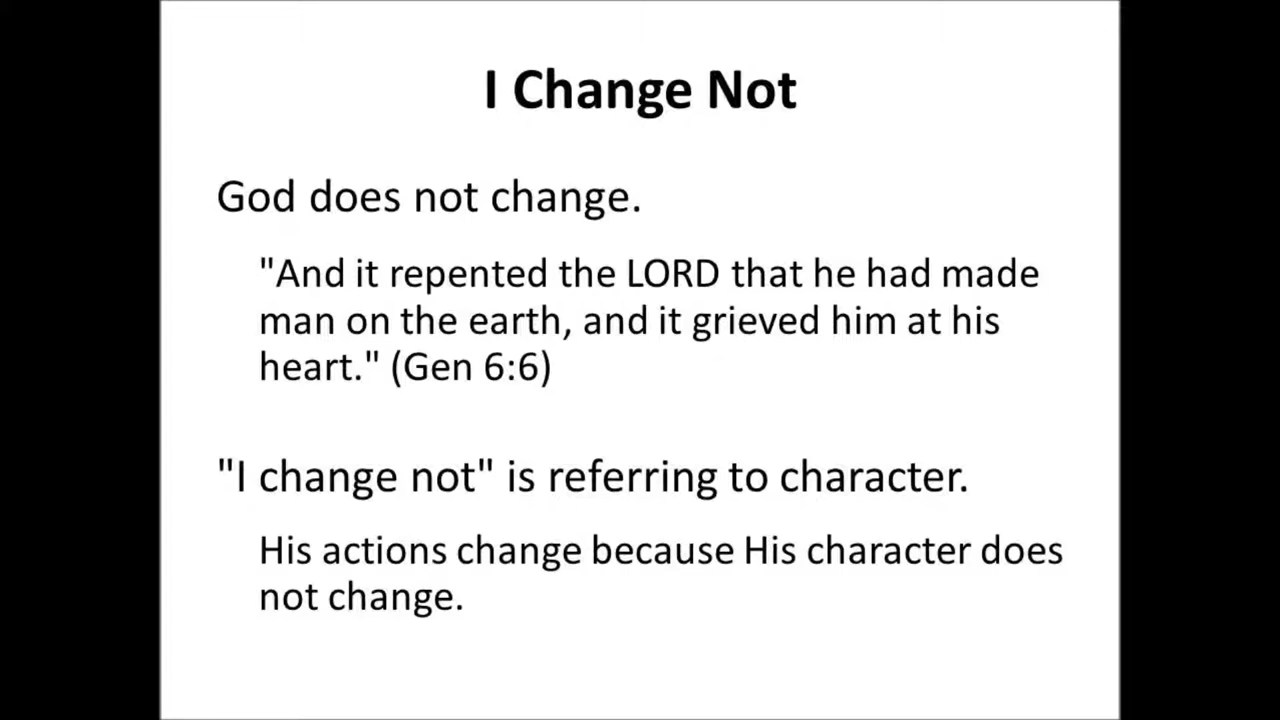 I Change Not
God does not change.
"And it repented the LORD that he had made
man on the earth, and it grieved him at his
heart." (Gen 6:6)
"I change not" is referring to character.
His actions change because His character does
not change.